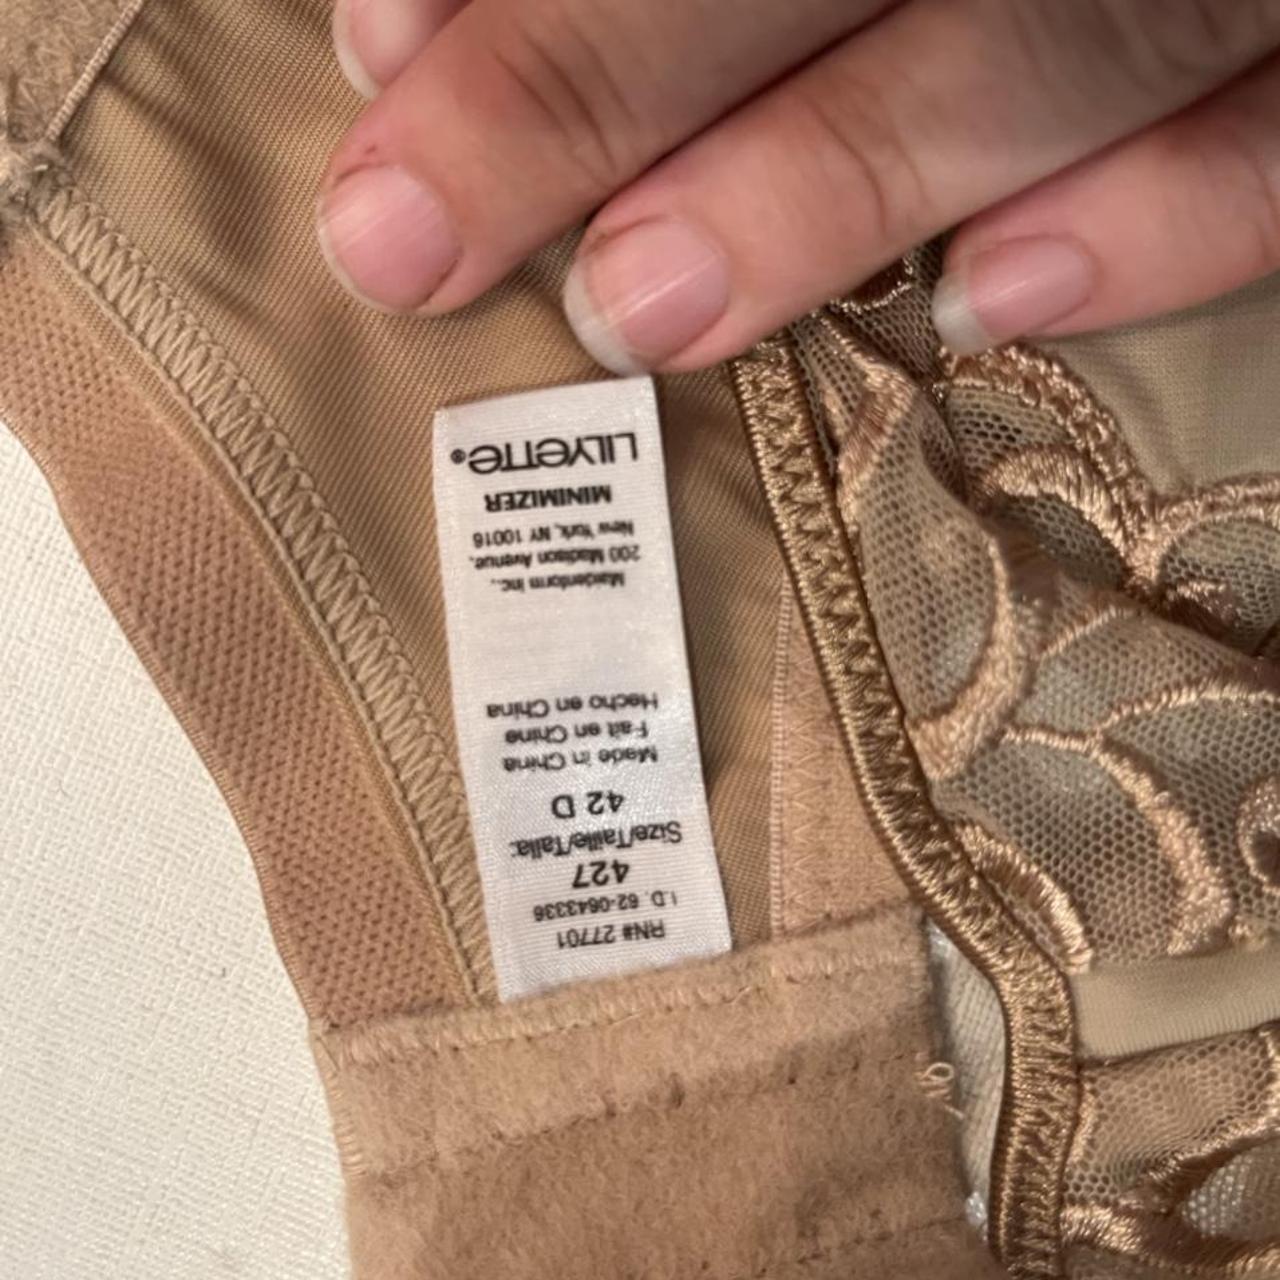 LILYETTE®
MINIMIZER
Maidenform Inc.,
200 Madison Avenue,
New York, NY 10016
Made in China
Fait en Chine
Hecho en China
Size/Taille/Talla:
42 D
427
I.D. 62-0643336
RN# 27701